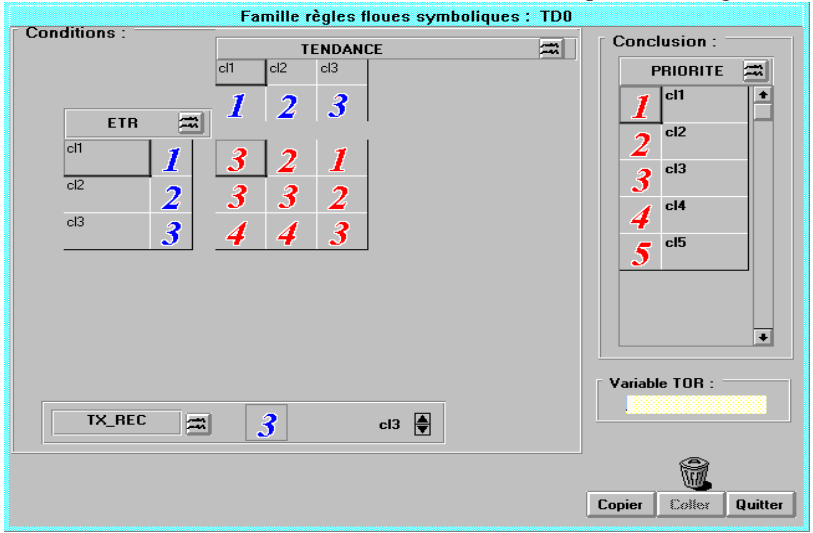 Famille règles floues symboliques : TD0
Conditions :
TENDANCE
cl1 cl2 cl3
1 2 3
ETR
cl1 1 3 2 1
cl2 2 3 3 2
cl3 3 4 4 3
TX_REC 3 cl3
Conclusion :
PRIORITE
1 cl1
2 cl2
3 cl3
4 cl4
5 cl5
Variable TOR :
Copier Coller Quitter